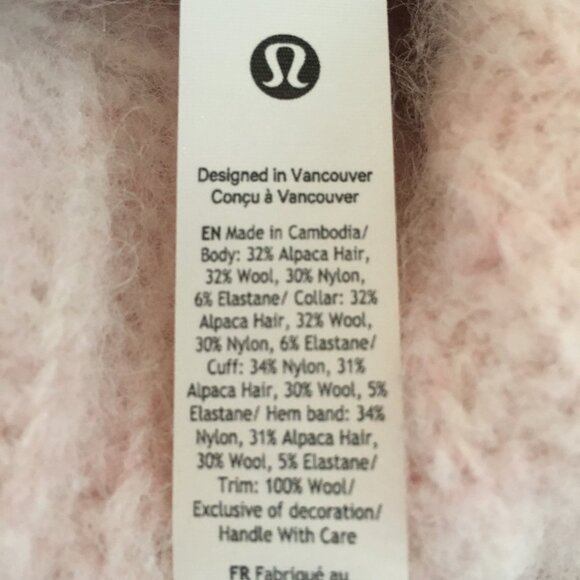 Designed in Vancouver
Conçu à Vancouver
EN Made in Cambodia/
Body: 32% Alpaca Hair,
32% Wool, 30% Nylon,
6% Elastane/ Collar: 32%
Alpaca Hair, 32% Wool,
30% Nylon, 6% Elastane/
Cuff: 34% Nylon, 31%
Alpaca Hair, 30% Wool, 5%
Elastane/ Hem band: 34%
Nylon, 31% Alpaca Hair,
30% Wool, 5% Elastane/
Trim: 100% Wool/
Exclusive of decoration/
Handle With Care
FR Fabriqué au